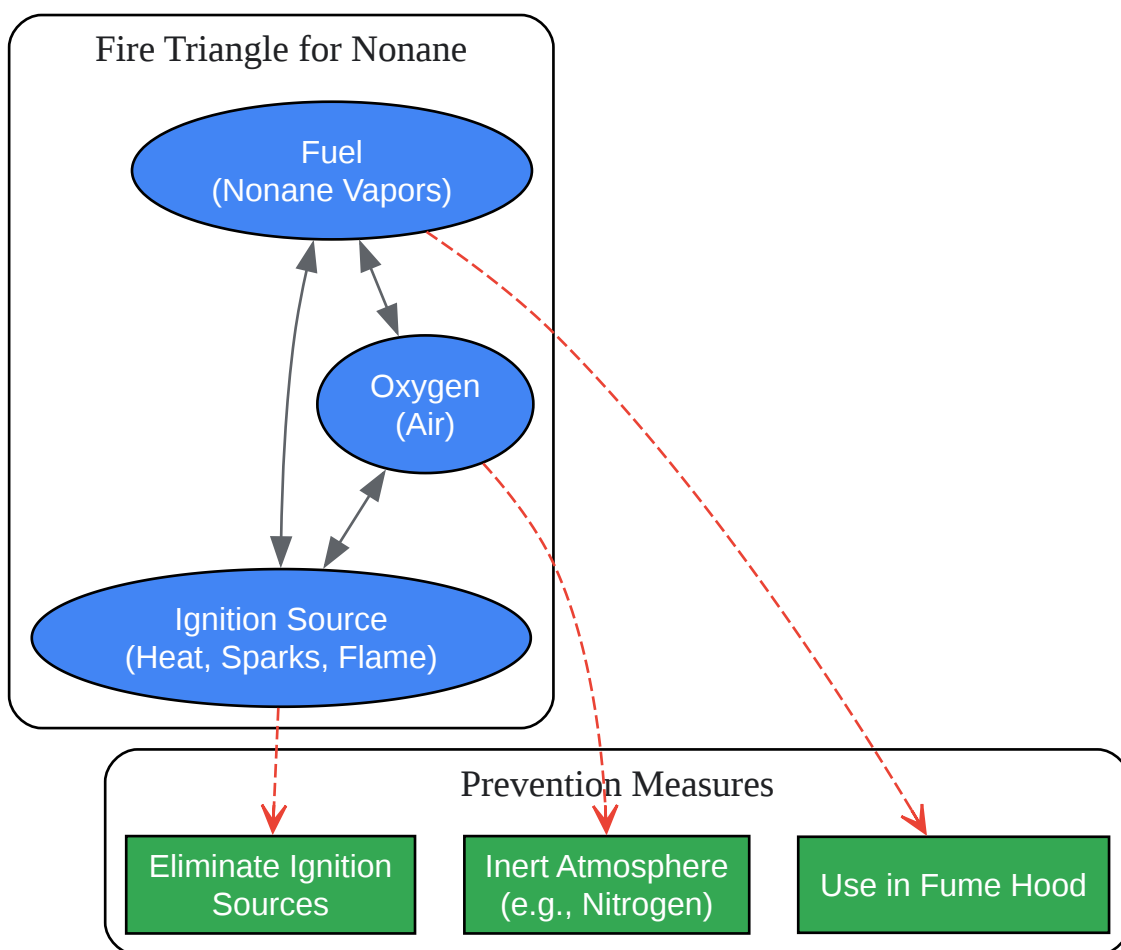 Fire Triangle for Nonane
Fuel
(Nonane Vapors)
Oxygen
(Air)
Ignition Source
(Heat, Sparks, Flame)
Prevention Measures
Eliminate Ignition
Sources
Inert Atmosphere
(e.g., Nitrogen)
Use in Fume Hood